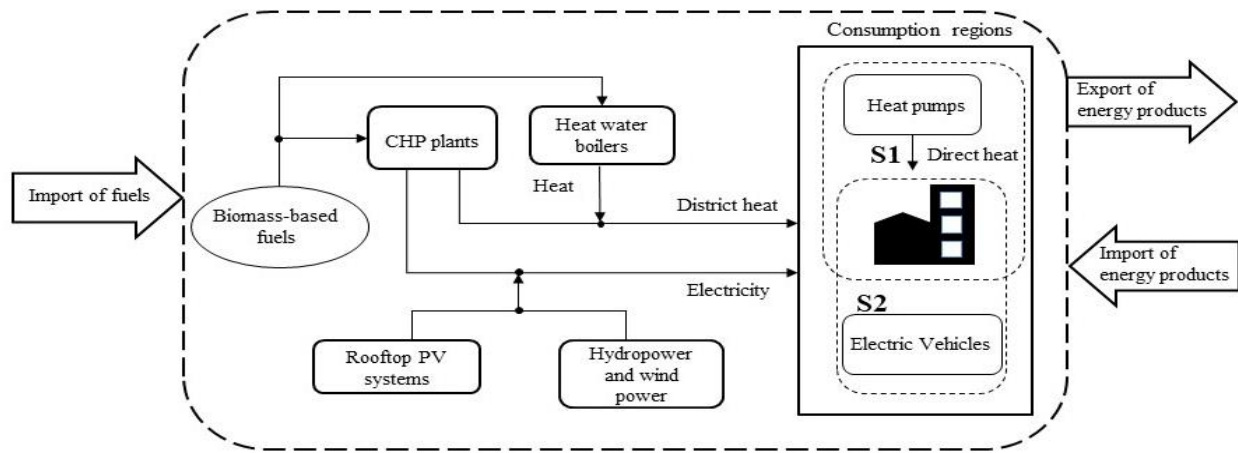 Consumption regions
Import of fuels
Biomass-based
fuels
CHP plants
Heat water
boilers
Heat
District heat
Electricity
Rooftop PV
systems
Hydropower
and wind
power
Heat pumps
S1
Direct heat
S2
Electric Vehicles
Export of
energy products
Import of
energy products